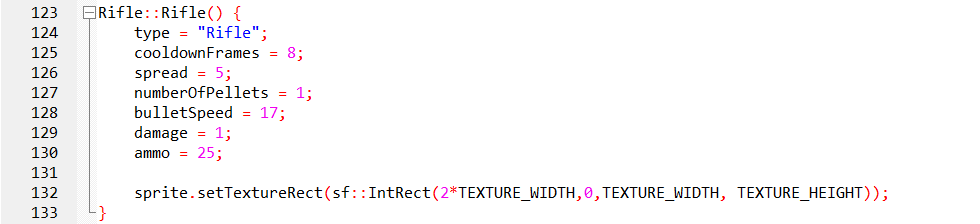 123 Rifle::Rifle() {
124 type = "Rifle";
125 cooldownFrames = 8;
126 spread = 5;
127 numberOfPellets = 1;
128 bulletSpeed = 17;
129 damage = 1;
130 ammo = 25;
131
132 sprite.setTextureRect(sf::IntRect(2*TEXTURE_WIDTH,0,TEXTURE_WIDTH, TEXTURE_HEIGHT));
133 }